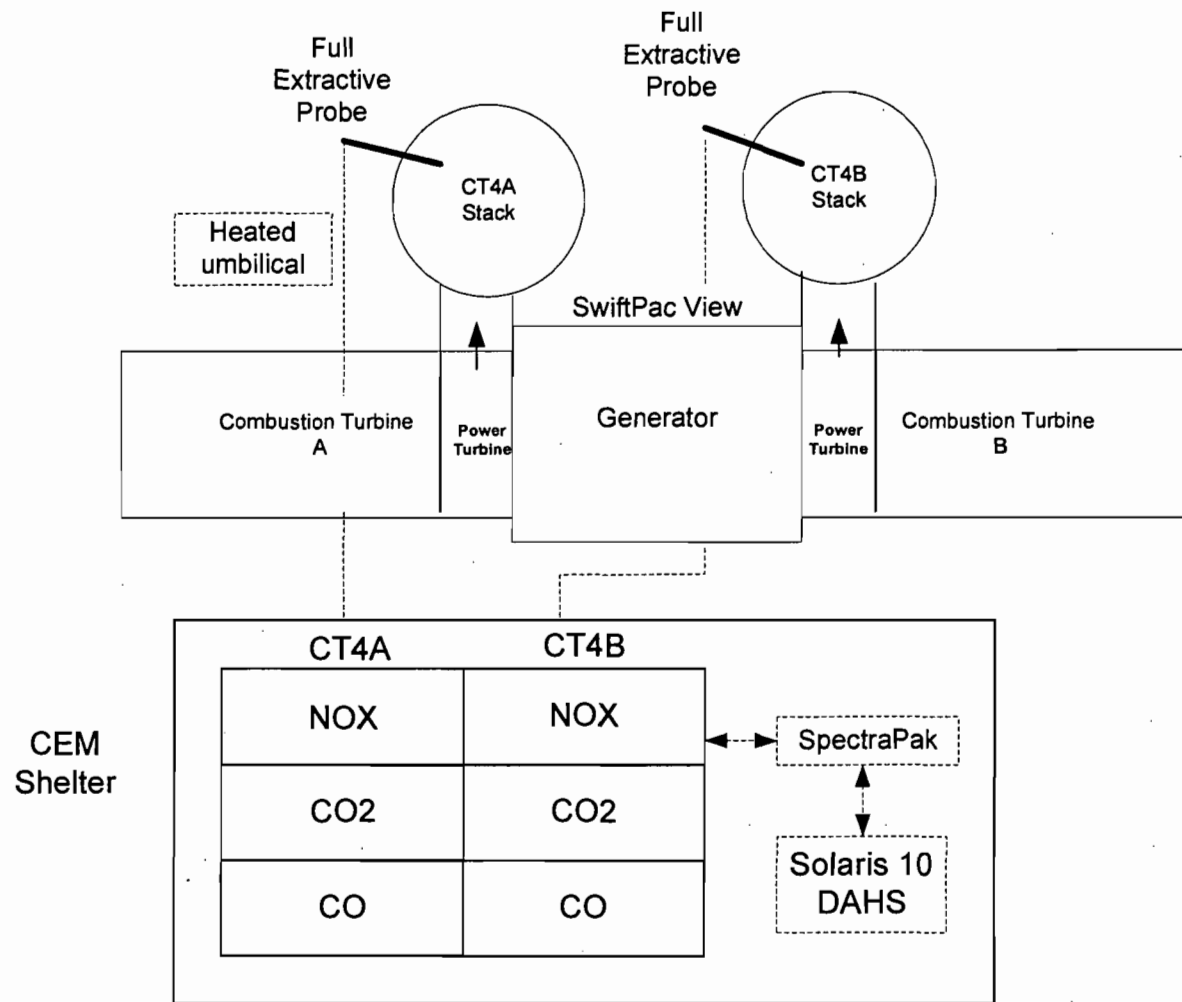 Full
Extractive
Probe
Full
Extractive
Probe
CT4A
Stack
CT4B
Stack
Heated
umbilical
SwiftPac View
Combustion Turbine
A
Power
Turbine
Generator
Power
Turbine
Combustion Turbine
B
CEM
Shelter
CT4A
CT4B
NOX
NOX
CO2
CO2
CO
CO
SpectraPak
Solaris 10
DAHS